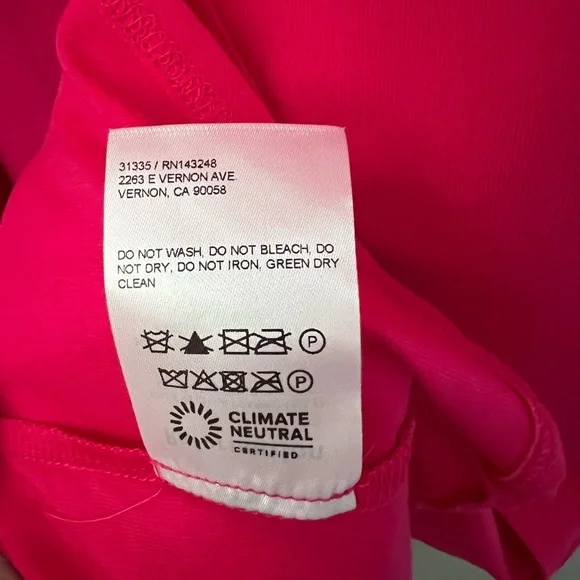 31335 / RN143248
2263 E VERNON AVE
VERNON, CA 90058
DO NOT WASH, DO NOT BLEACH, DO
NOT DRY, DO NOT IRON, GREEN DRY
CLEAN
P
P
CLIMATE
NEUTRAL
CERTIFIED